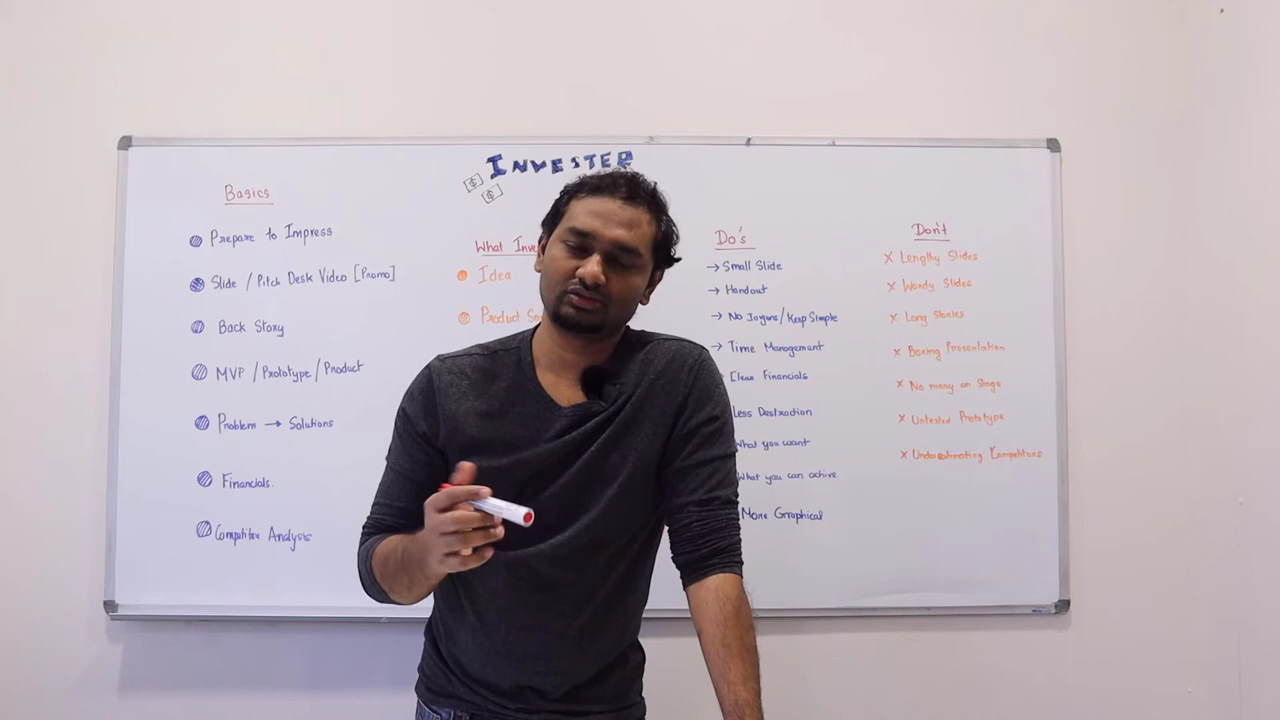 INVESTER
$
$
Basics
Prepare to Impress
Slide / Pitch Desk Video [Promo]
Back Story
MVP / Prototype / Product
Problem → Solutions
Financials.
Competitor Analysis
What Inve
Idea
Product
Do's
→ Small Slide
→ Handout
→ No Jargons / Keep Simple
→ Time Management
Clear Financials
Less Destraction
What you want
What you can achive
More Graphical
Don't
X Lengthy Slides
X Wordy Slides
X Long Stories
X Boring Presentation
X No many on Stage
X Untested Prototype
X Underestimating Competitors